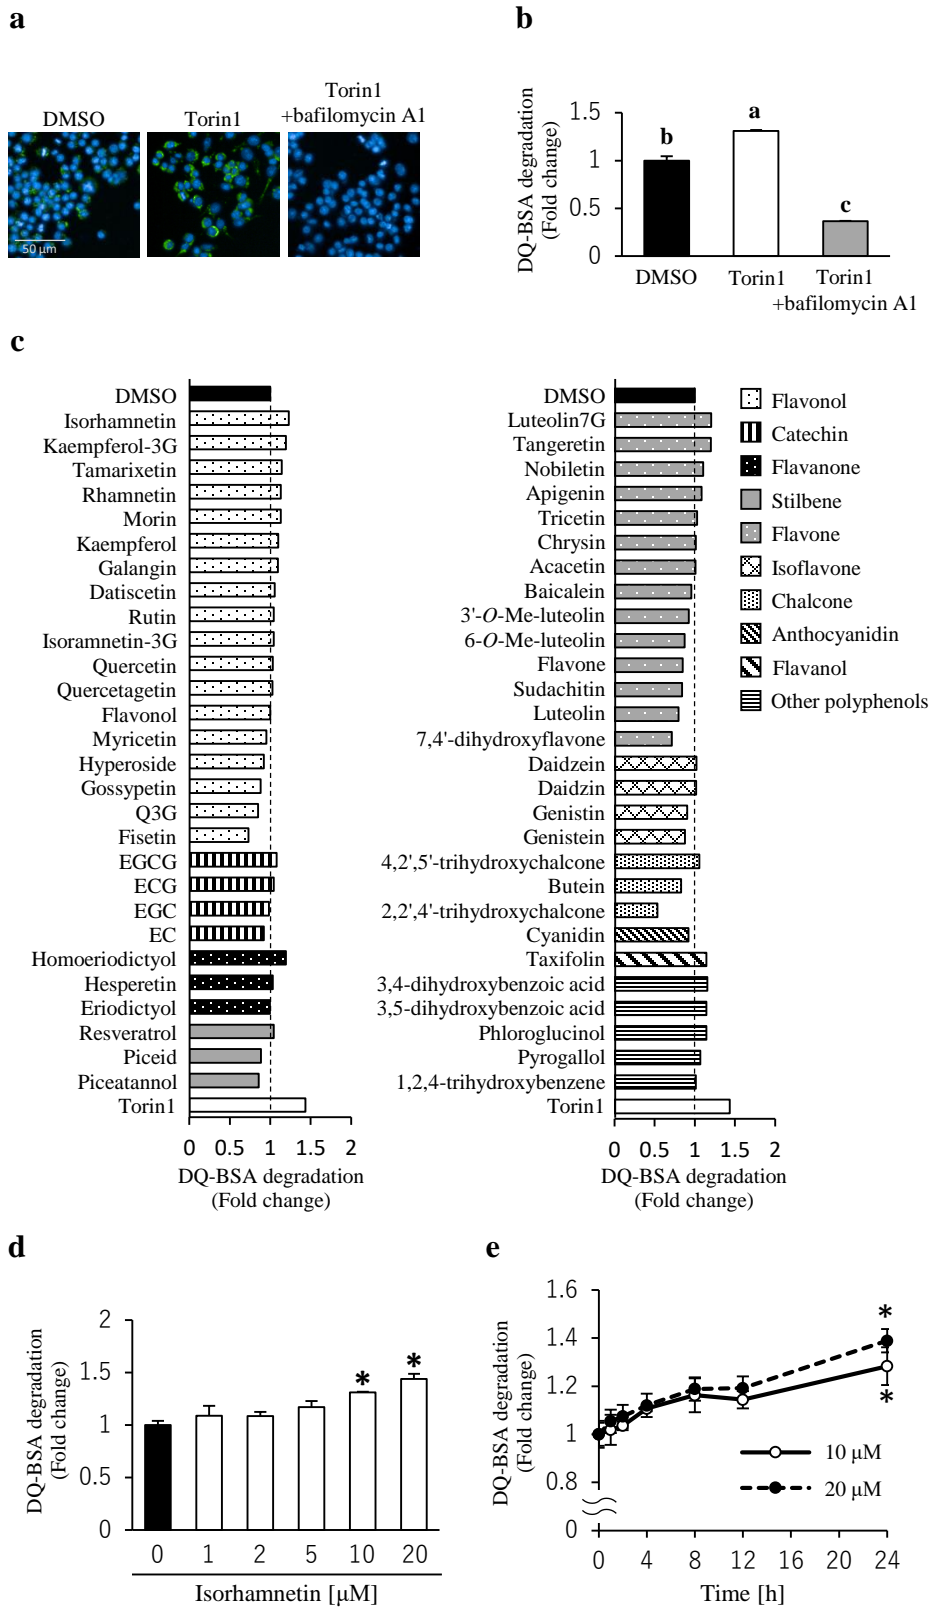 a
DMSO
Torin1
Torin1
+bafilomycin A1
50 μm
b
DQ-BSA degradation
(Fold change)
1.5
1
0.5
0
b
a
c
DMSO
Torin1
Torin1
+bafilomycin A1
c
DMSO
Isorhamnetin
Kaempferol-3G
Tamarixetin
Rhamnetin
Morin
Kaempferol
Galangin
Datiscetin
Rutin
Isoramnetin-3G
Quercetin
Quercetagetin
Flavonol
Myricetin
Hyperoside
Gossypetin
Q3G
Fisetin
EGCG
ECG
EGC
EC
Homoeriodictyol
Hesperetin
Eriodictyol
Resveratrol
Piceid
Piceatannol
Torin1
0 0.5 1 1.5 2
DQ-BSA degradation
(Fold change)
DMSO
Luteolin7G
Tangeretin
Nobiletin
Apigenin
Tricetin
Chrysin
Acacetin
Baicalein
3'-O-Me-luteolin
6-O-Me-luteolin
Flavone
Sudachitin
Luteolin
7,4'-dihydroxyflavone
Daidzein
Daidzin
Genistin
Genistein
4,2',5'-trihydroxychalcone
Butein
2,2',4'-trihydroxychalcone
Cyanidin
Taxifolin
3,4-dihydroxybenzoic acid
3,5-dihydroxybenzoic acid
Phloroglucinol
Pyrogallol
1,2,4-trihydroxybenzene
Torin1
0 0.5 1 1.5 2
DQ-BSA degradation
(Fold change)
Flavonol
Catechin
Flavanone
Stilbene
Flavone
Isoflavone
Chalcone
Anthocyanidin
Flavanol
Other polyphenols
d
DQ-BSA degradation
(Fold change)
2
1.5
1
0.5
0
*
*
0 1 2 5 10 20
Isorhamnetin [μM]
e
DQ-BSA degradation
(Fold change)
1.6
1.4
1.2
1
0.8
0
*
*
10 μM
20 μM
0 4 8 12 16 20 24
Time [h]